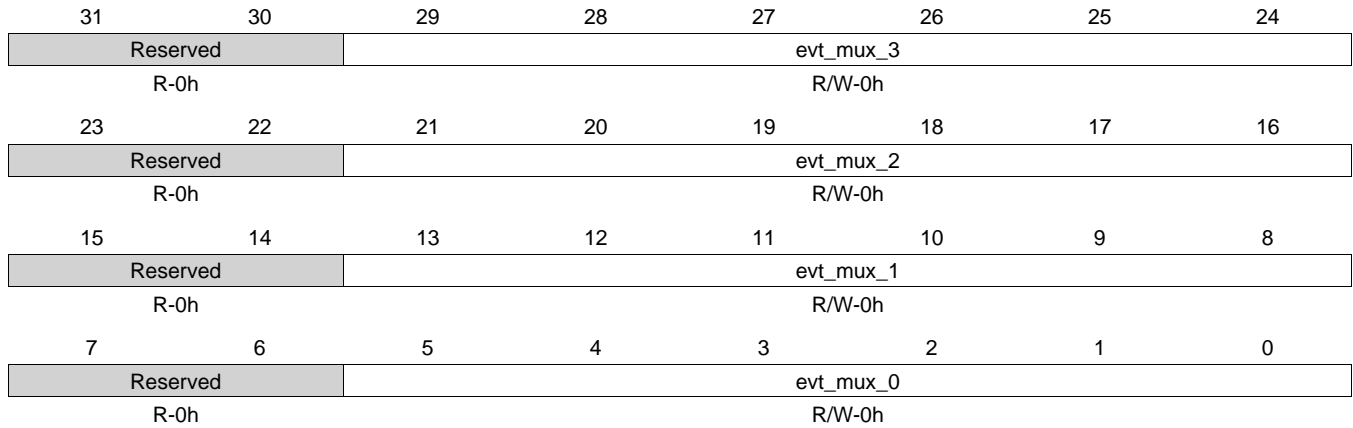 31 30 29 28 27 26 25 24
Reserved evt_mux_3
R-0h R/W-0h
23 22 21 20 19 18 17 16
Reserved evt_mux_2
R-0h R/W-0h
15 14 13 12 11 10 9 8
Reserved evt_mux_1
R-0h R/W-0h
7 6 5 4 3 2 1 0
Reserved evt_mux_0
R-0h R/W-0h